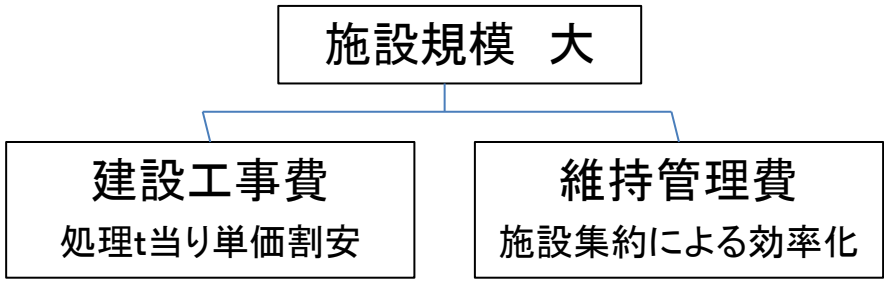 施設規模　大
建設工事費
処理t当り単価割安
維持管理費
施設集約による効率化